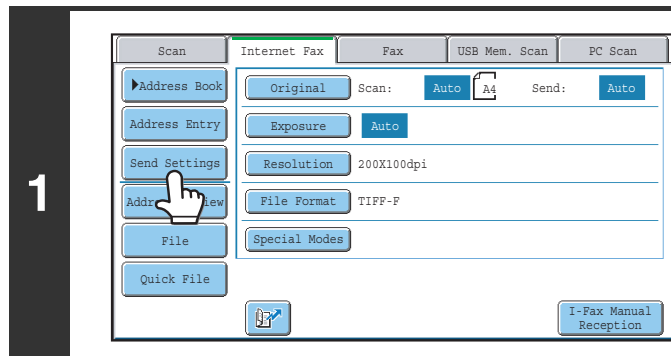 1
Scan Internet Fax Fax USB Mem. Scan PC Scan
Address Book Original Scan: Auto A4 Send: Auto
Address Entry Exposure Auto
Send Settings Resolution 200X100dpi
File Format TIFF-F
File Special Modes
Quick File
I-Fax Manual
Reception